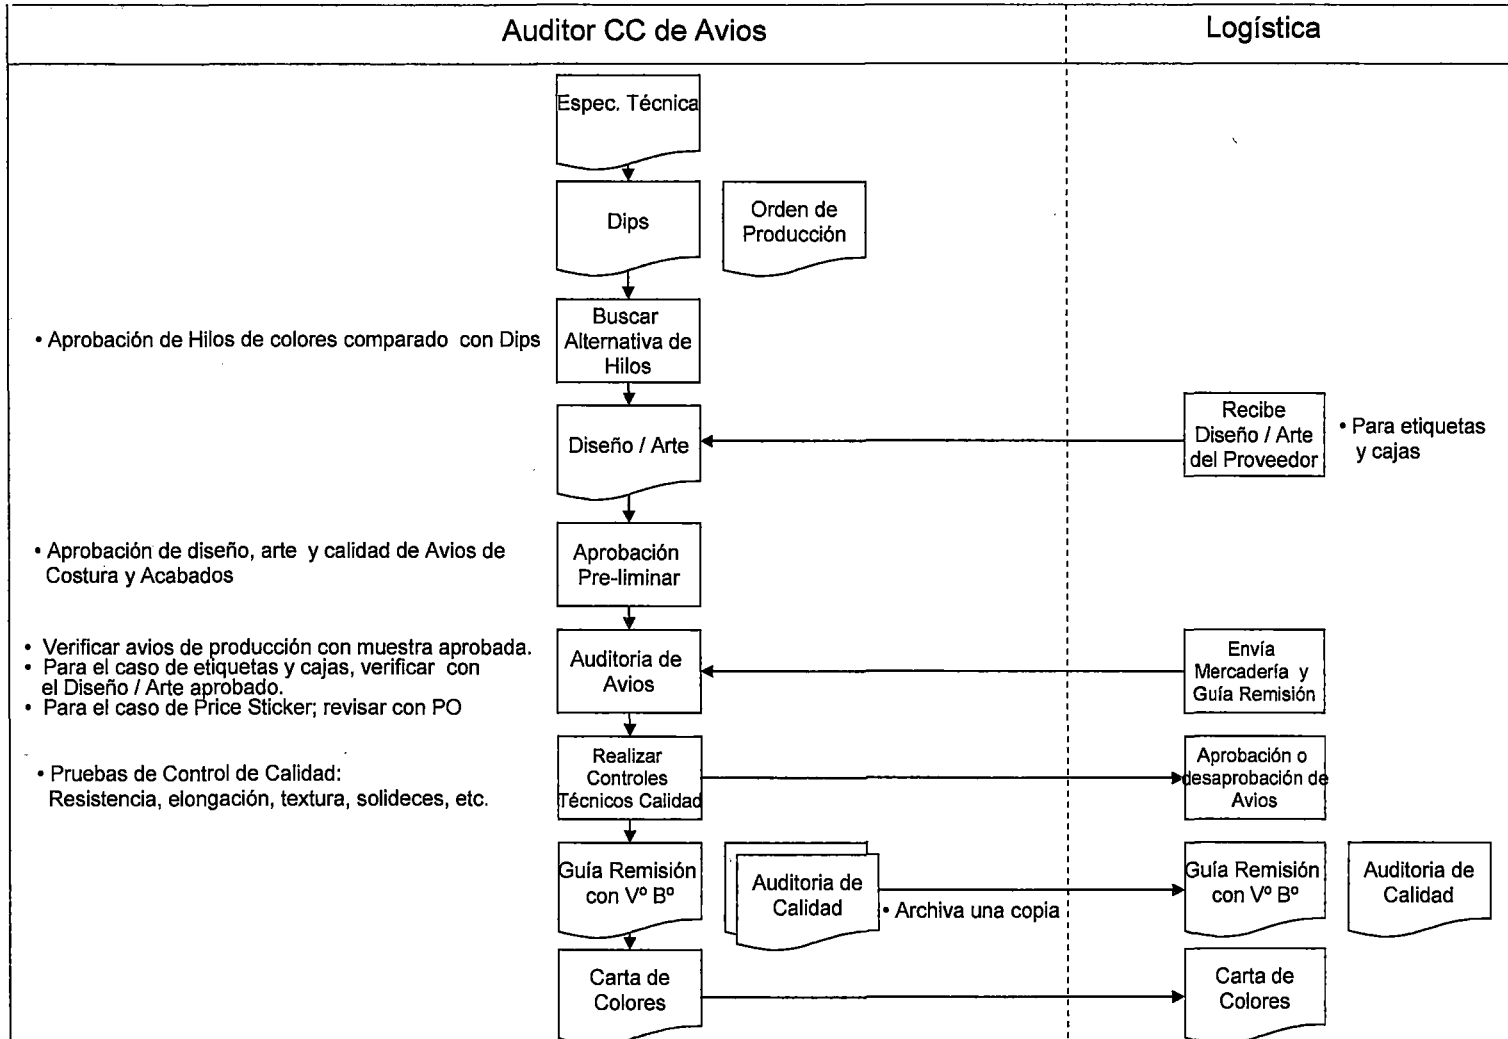 Auditor CC de Avios
Logística
Espec. Técnica
Dips
Orden de
Producción
• Aprobación de Hilos de colores comparado con Dips
Buscar
Alternativa de
Hilos
Diseño / Arte
Recibe
Diseño / Arte
del Proveedor
• Para etiquetas
y cajas
• Aprobación de diseño, arte y calidad de Avios de
Costura y Acabados
Aprobación
Pre-liminar
• Verificar avios de producción con muestra aprobada.
• Para el caso de etiquetas y cajas, verificar con
el Diseño / Arte aprobado.
• Para el caso de Price Sticker; revisar con PO
Auditoria de
Avios
Envía
Mercadería y
Guía Remisión
• Pruebas de Control de Calidad:
Resistencia, elongación, textura, solideces, etc.
Realizar
Controles
Técnicos Calidad
Aprobación o
desaprobación de
Avios
Guía Remisión
con Vº Bº
Auditoria de
Calidad
• Archiva una copia
Guía Remisión
con Vº Bº
Auditoria de
Calidad
Carta de
Colores
Carta de
Colores